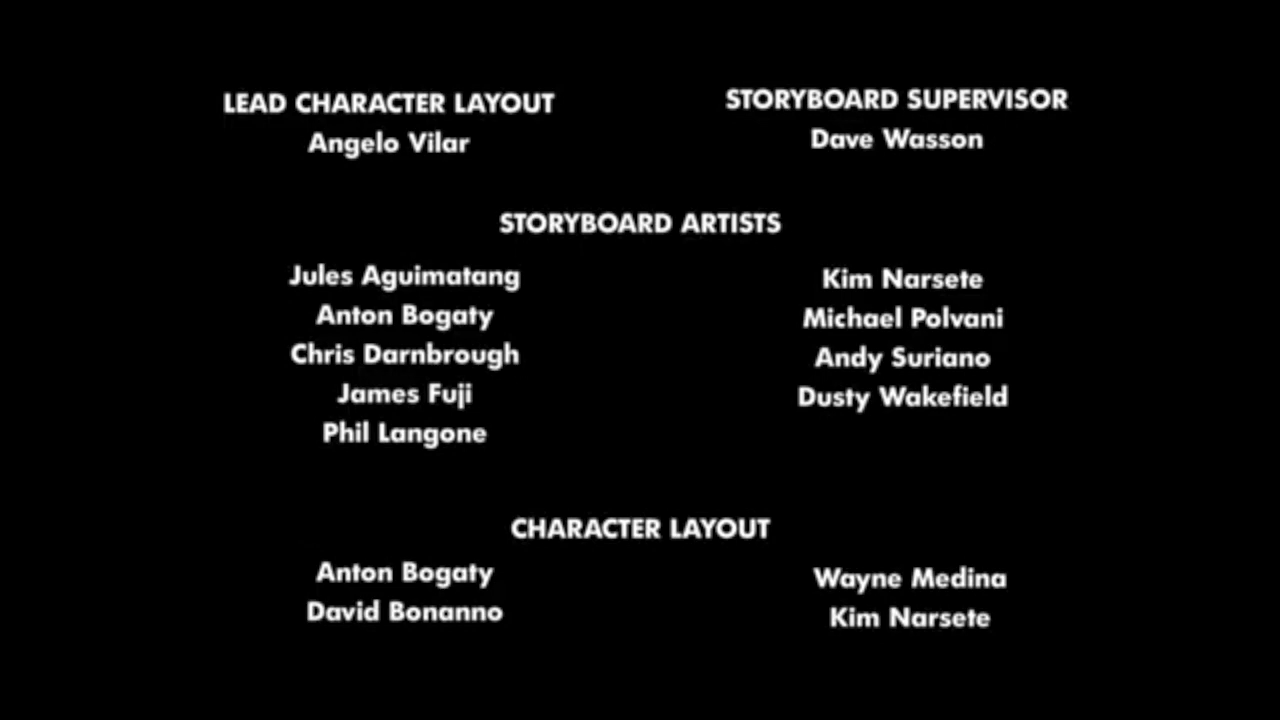 LEAD CHARACTER LAYOUT
Angelo Vilar
STORYBOARD SUPERVISOR
Dave Wasson
STORYBOARD ARTISTS
Jules Aguimatang
Anton Bogaty
Chris Darnbrough
James Fuji
Phil Langone
Kim Narsete
Michael Polvani
Andy Suriano
Dusty Wakefield
CHARACTER LAYOUT
Anton Bogaty
David Bonanno
Wayne Medina
Kim Narsete